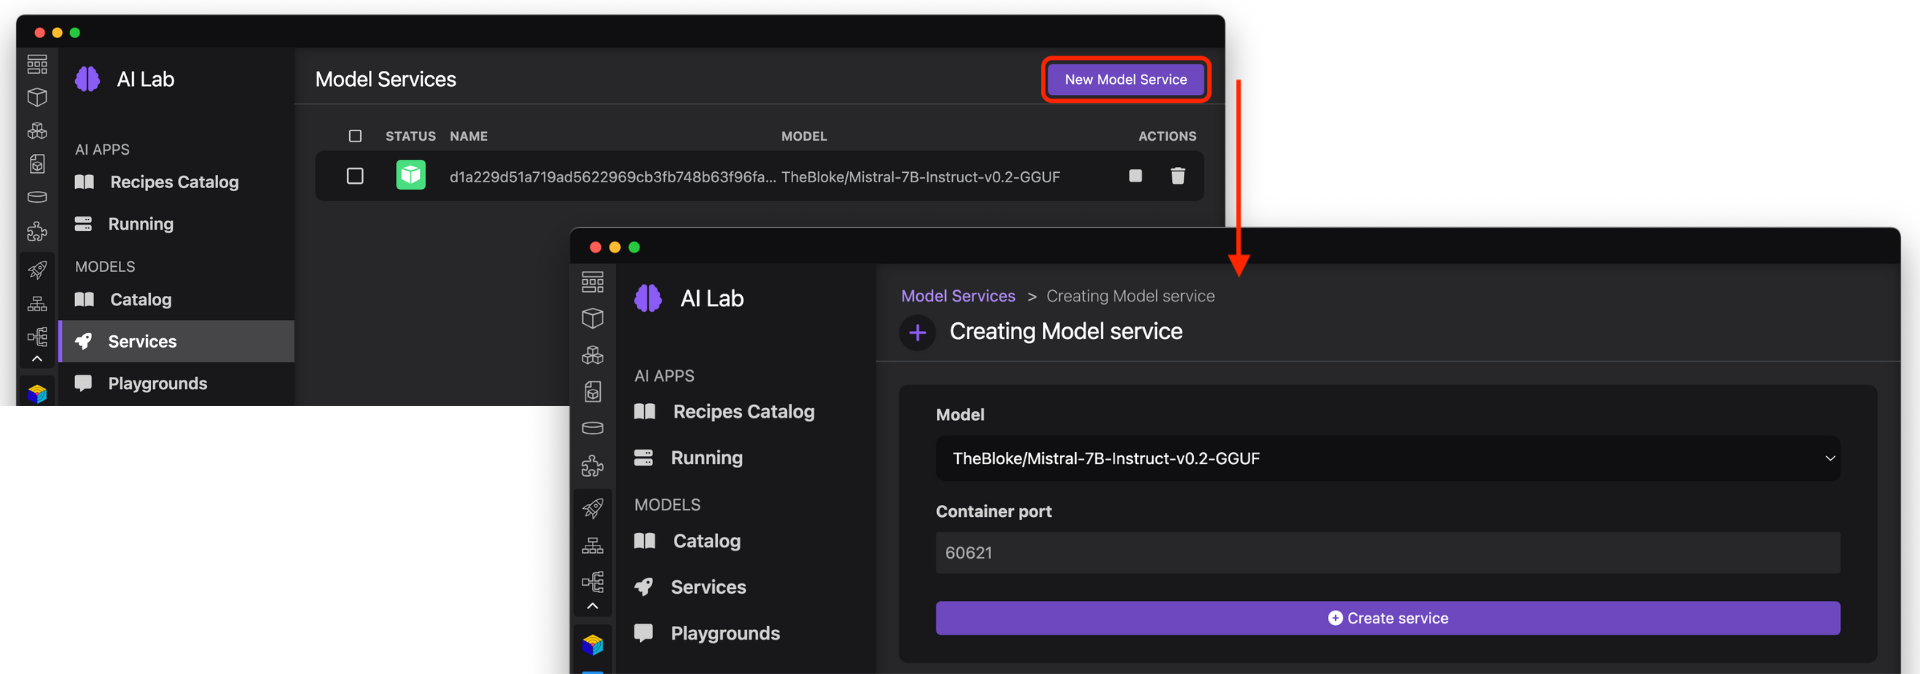 AI Lab
Model Services
New Model Service
STATUS NAME MODEL ACTIONS
d1a229d51a719ad5622969cb3fb748b63f96fa... TheBloke/Mistral-7B-Instruct-v0.2-GGUF
AI APPS
Recipes Catalog
Running
MODELS
Catalog
Services
Playgrounds
AI Lab
AI APPS
Recipes Catalog
Running
MODELS
Catalog
Services
Playgrounds
Model Services > Creating Model service
Creating Model service
Model
TheBloke/Mistral-7B-Instruct-v0.2-GGUF
Container port
60621
Create service